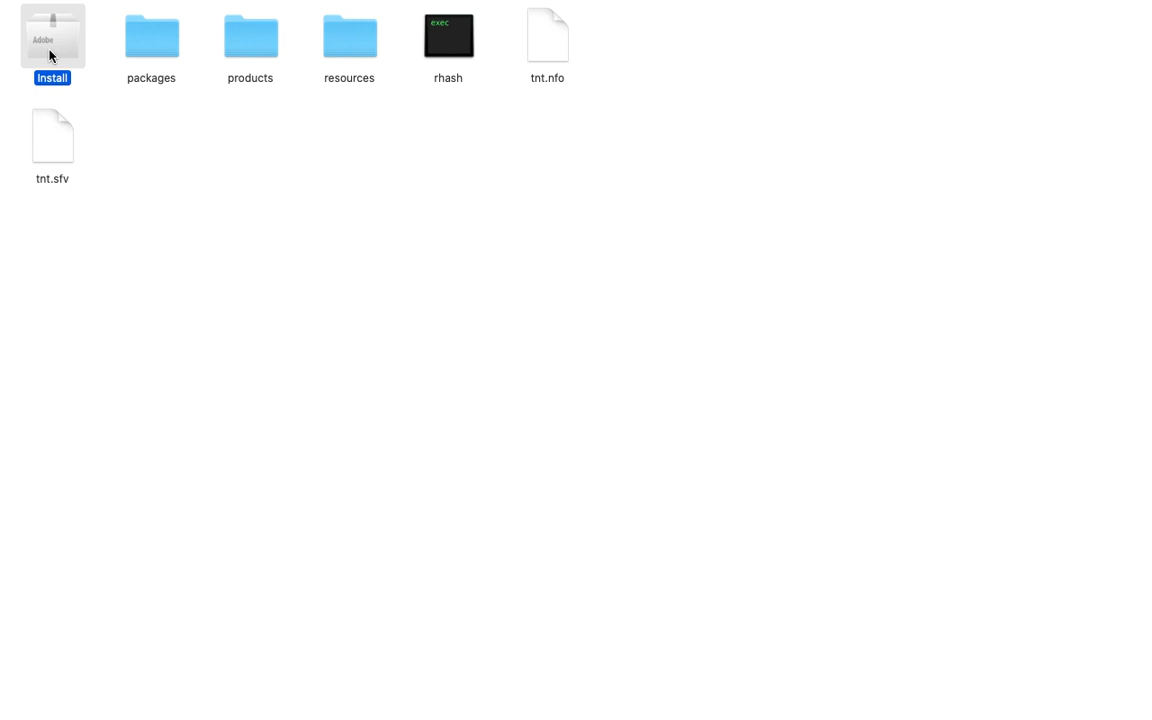 Adobe
exec
Install
packages
products
resources
rhash
tnt.nfo
tnt.sfv